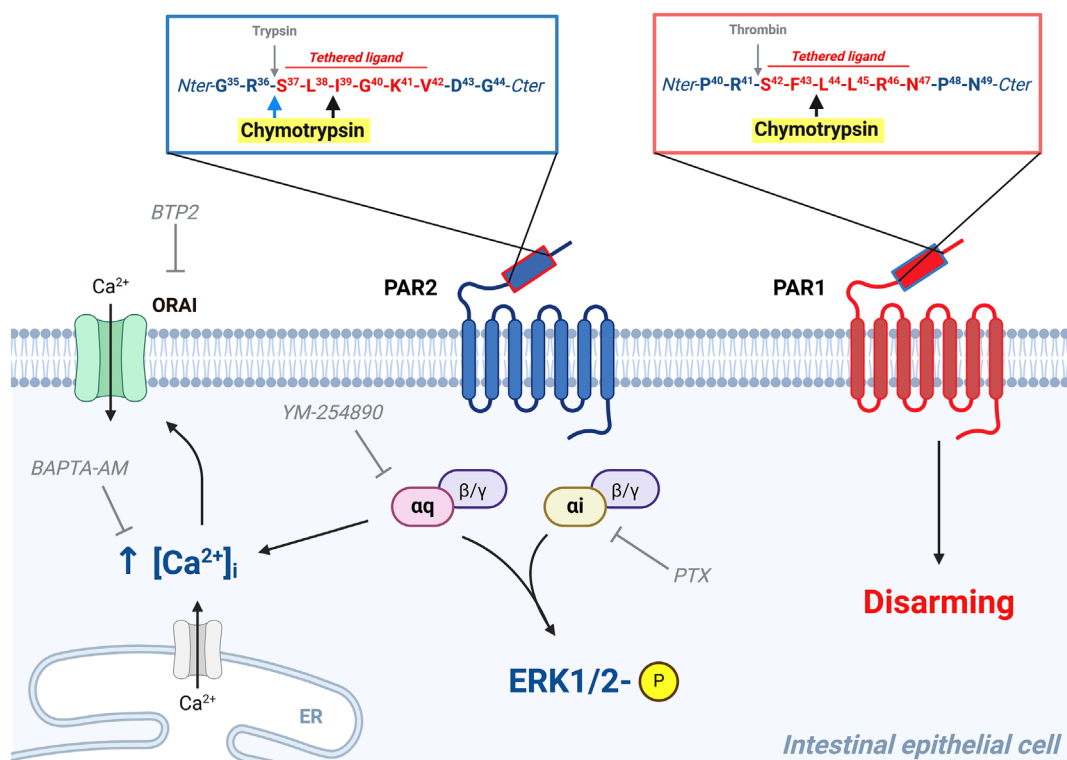 Trypsin
Tethered ligand
Nter-G³⁵-R³⁶-S³⁷-L³⁸-I³⁹-G⁴⁰-K⁴¹-V⁴²-D⁴³-G⁴⁴-Cter
Chymotrypsin
Thrombin
Tethered ligand
Nter-P⁴⁰-R⁴¹-S⁴²-F⁴³-L⁴⁴-L⁴⁵-R⁴⁶-N⁴⁷-P⁴⁸-N⁴⁹-Cter
Chymotrypsin
BTP2
Ca²⁺
ORAI
PAR2
PAR1
YM-254890
BAPTA-AM
αq
β/γ
αi
β/γ
↑ [Ca²⁺]ᵢ
PTX
Disarming
ERK1/2-
P
Ca²⁺
ER
Intestinal epithelial cell